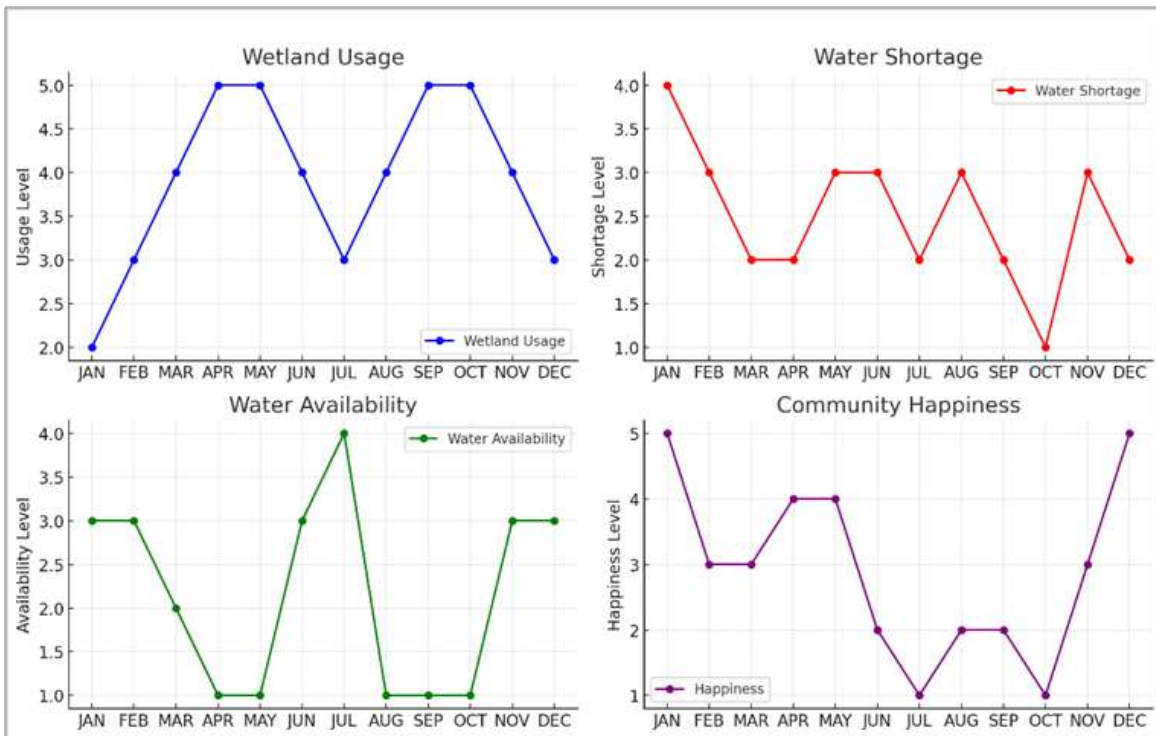 Wetland Usage
Usage Level
5.0
4.5
4.0
3.5
3.0
2.5
2.0
Wetland Usage
JAN FEB MAR APR MAY JUN JUL AUG SEP OCT NOV DEC
Water Shortage
Shortage Level
4.0
3.5
3.0
2.5
2.0
1.5
1.0
Water Shortage
JAN FEB MAR APR MAY JUN JUL AUG SEP OCT NOV DEC
Water Availability
Availability Level
4.0
3.5
3.0
2.5
2.0
1.5
1.0
Water Availability
JAN FEB MAR APR MAY JUN JUL AUG SEP OCT NOV DEC
Community Happiness
Happiness Level
5
4
3
2
1
Happiness
JAN FEB MAR APR MAY JUN JUL AUG SEP OCT NOV DEC